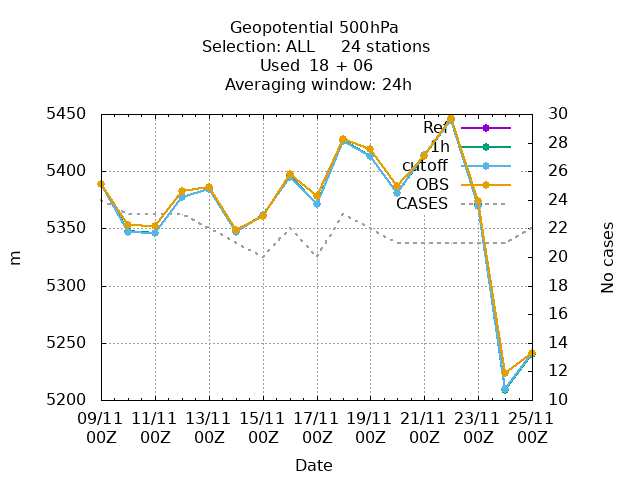 Geopotential 500hPa
Selection: ALL     24 stations
Used  18 + 06
Averaging window: 24h
5450
5400
5350
5300
5250
5200
m
30
28
26
24
22
20
18
16
14
12
10
No cases
Ref
1h
cutoff
OBS
CASES
09/11 11/11 13/11 15/11 17/11 19/11 21/11 23/11 25/11
00Z 00Z 00Z 00Z 00Z 00Z 00Z 00Z 00Z
Date